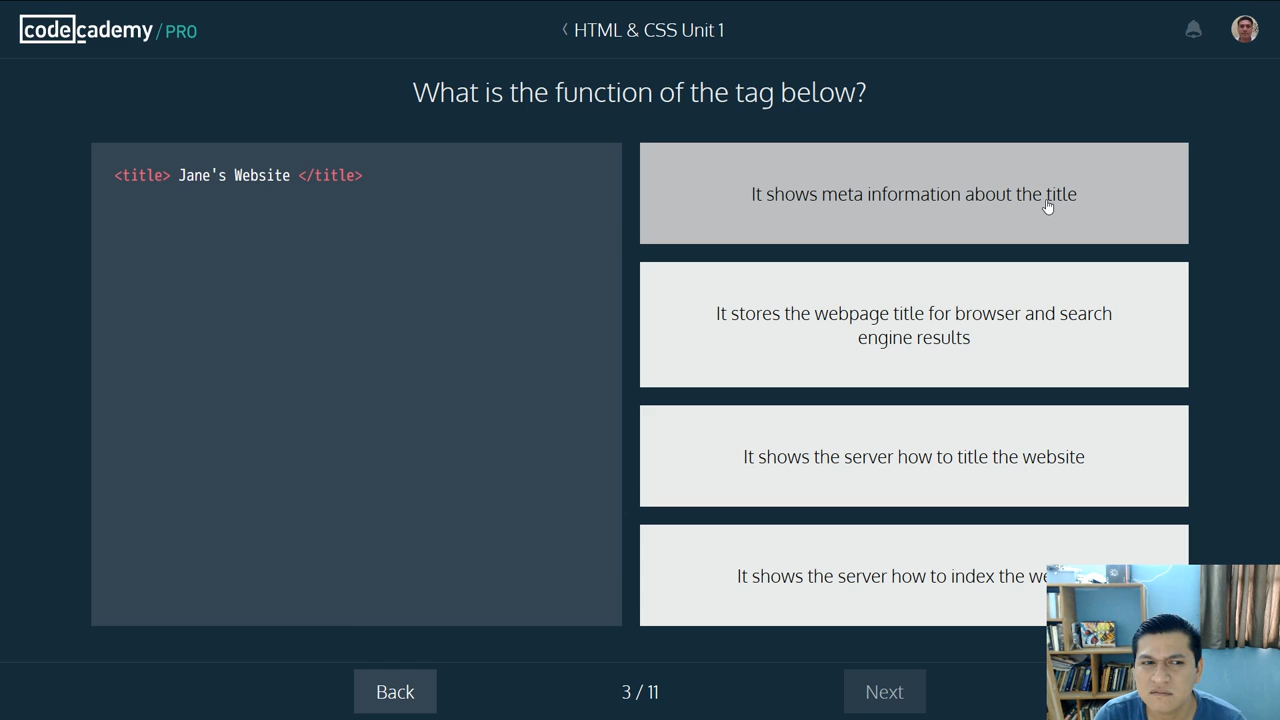 codecademy / PRO
〈 HTML & CSS Unit 1
What is the function of the tag below?
<title> Jane's Website </title>
It shows meta information about the title
It stores the webpage title for browser and search
engine results
It shows the server how to title the website
It shows the server how to index the
Back
3 / 11
Next